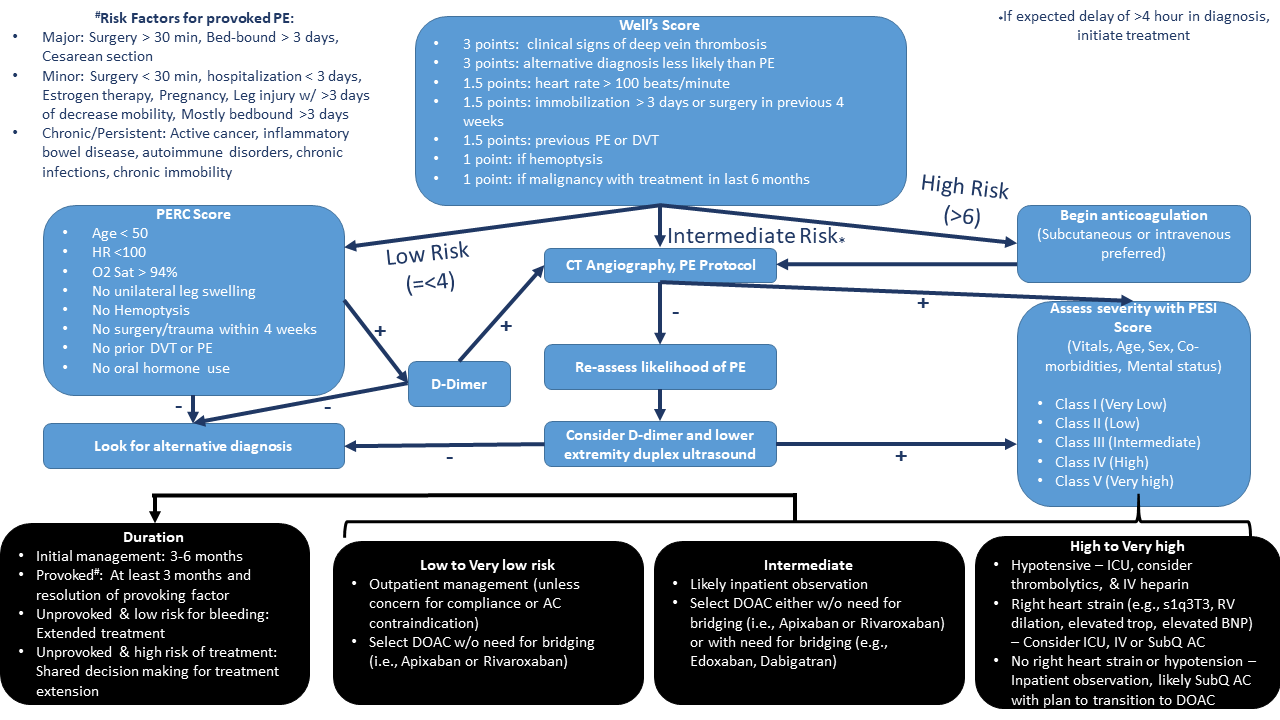 #Risk Factors for provoked PE:
• Major: Surgery > 30 min, Bed-bound > 3 days,
Cesarean section
• Minor: Surgery < 30 min, hospitalization < 3 days,
Estrogen therapy, Pregnancy, Leg injury w/ >3 days
of decrease mobility, Mostly bedbound >3 days
• Chronic/Persistent: Active cancer, inflammatory
bowel disease, autoimmune disorders, chronic
infections, chronic immobility
Well's Score
• 3 points: clinical signs of deep vein thrombosis
• 3 points: alternative diagnosis less likely than PE
• 1.5 points: heart rate > 100 beats/minute
• 1.5 points: immobilization > 3 days or surgery in previous 4
weeks
• 1.5 points: previous PE or DVT
• 1 point: if hemoptysis
• 1 point: if malignancy with treatment in last 6 months
*If expected delay of >4 hour in diagnosis,
initiate treatment
High Risk
(>6)
Intermediate Risk*
Low Risk
(=<4)
PERC Score
• Age < 50
• HR <100
• O2 Sat > 94%
• No unilateral leg swelling
• No Hemoptysis
• No surgery/trauma within 4 weeks
• No prior DVT or PE
• No oral hormone use
Begin anticoagulation
(Subcutaneous or intravenous
preferred)
CT Angiography, PE Protocol
+
+
-
+
D-Dimer
Re-assess likelihood of PE
Assess severity with PESI
Score
(Vitals, Age, Sex, Co-
morbidities, Mental status)
• Class I (Very Low)
• Class II (Low)
• Class III (Intermediate)
• Class IV (High)
• Class V (Very high)
-
-
Look for alternative diagnosis
Consider D-dimer and lower
extremity duplex ultrasound
-
+
Duration
• Initial management: 3-6 months
• Provoked#: At least 3 months and
resolution of provoking factor
• Unprovoked & low risk for bleeding:
Extended treatment
• Unprovoked & high risk of treatment:
Shared decision making for treatment
extension
Low to Very low risk
• Outpatient management (unless
concern for compliance or AC
contraindication)
• Select DOAC w/o need for bridging
(i.e., Apixaban or Rivaroxaban)
Intermediate
• Likely inpatient observation
• Select DOAC either w/o need for
bridging (i.e., Apixaban or Rivaroxaban)
or with need for bridging (e.g.,
Edoxaban, Dabigatran)
High to Very high
• Hypotensive – ICU, consider
thrombolytics, & IV heparin
• Right heart strain (e.g., s1q3T3, RV
dilation, elevated trop, elevated BNP)
– Consider ICU, IV or SubQ AC
• No right heart strain or hypotension –
Inpatient observation, likely SubQ AC
with plan to transition to DOAC